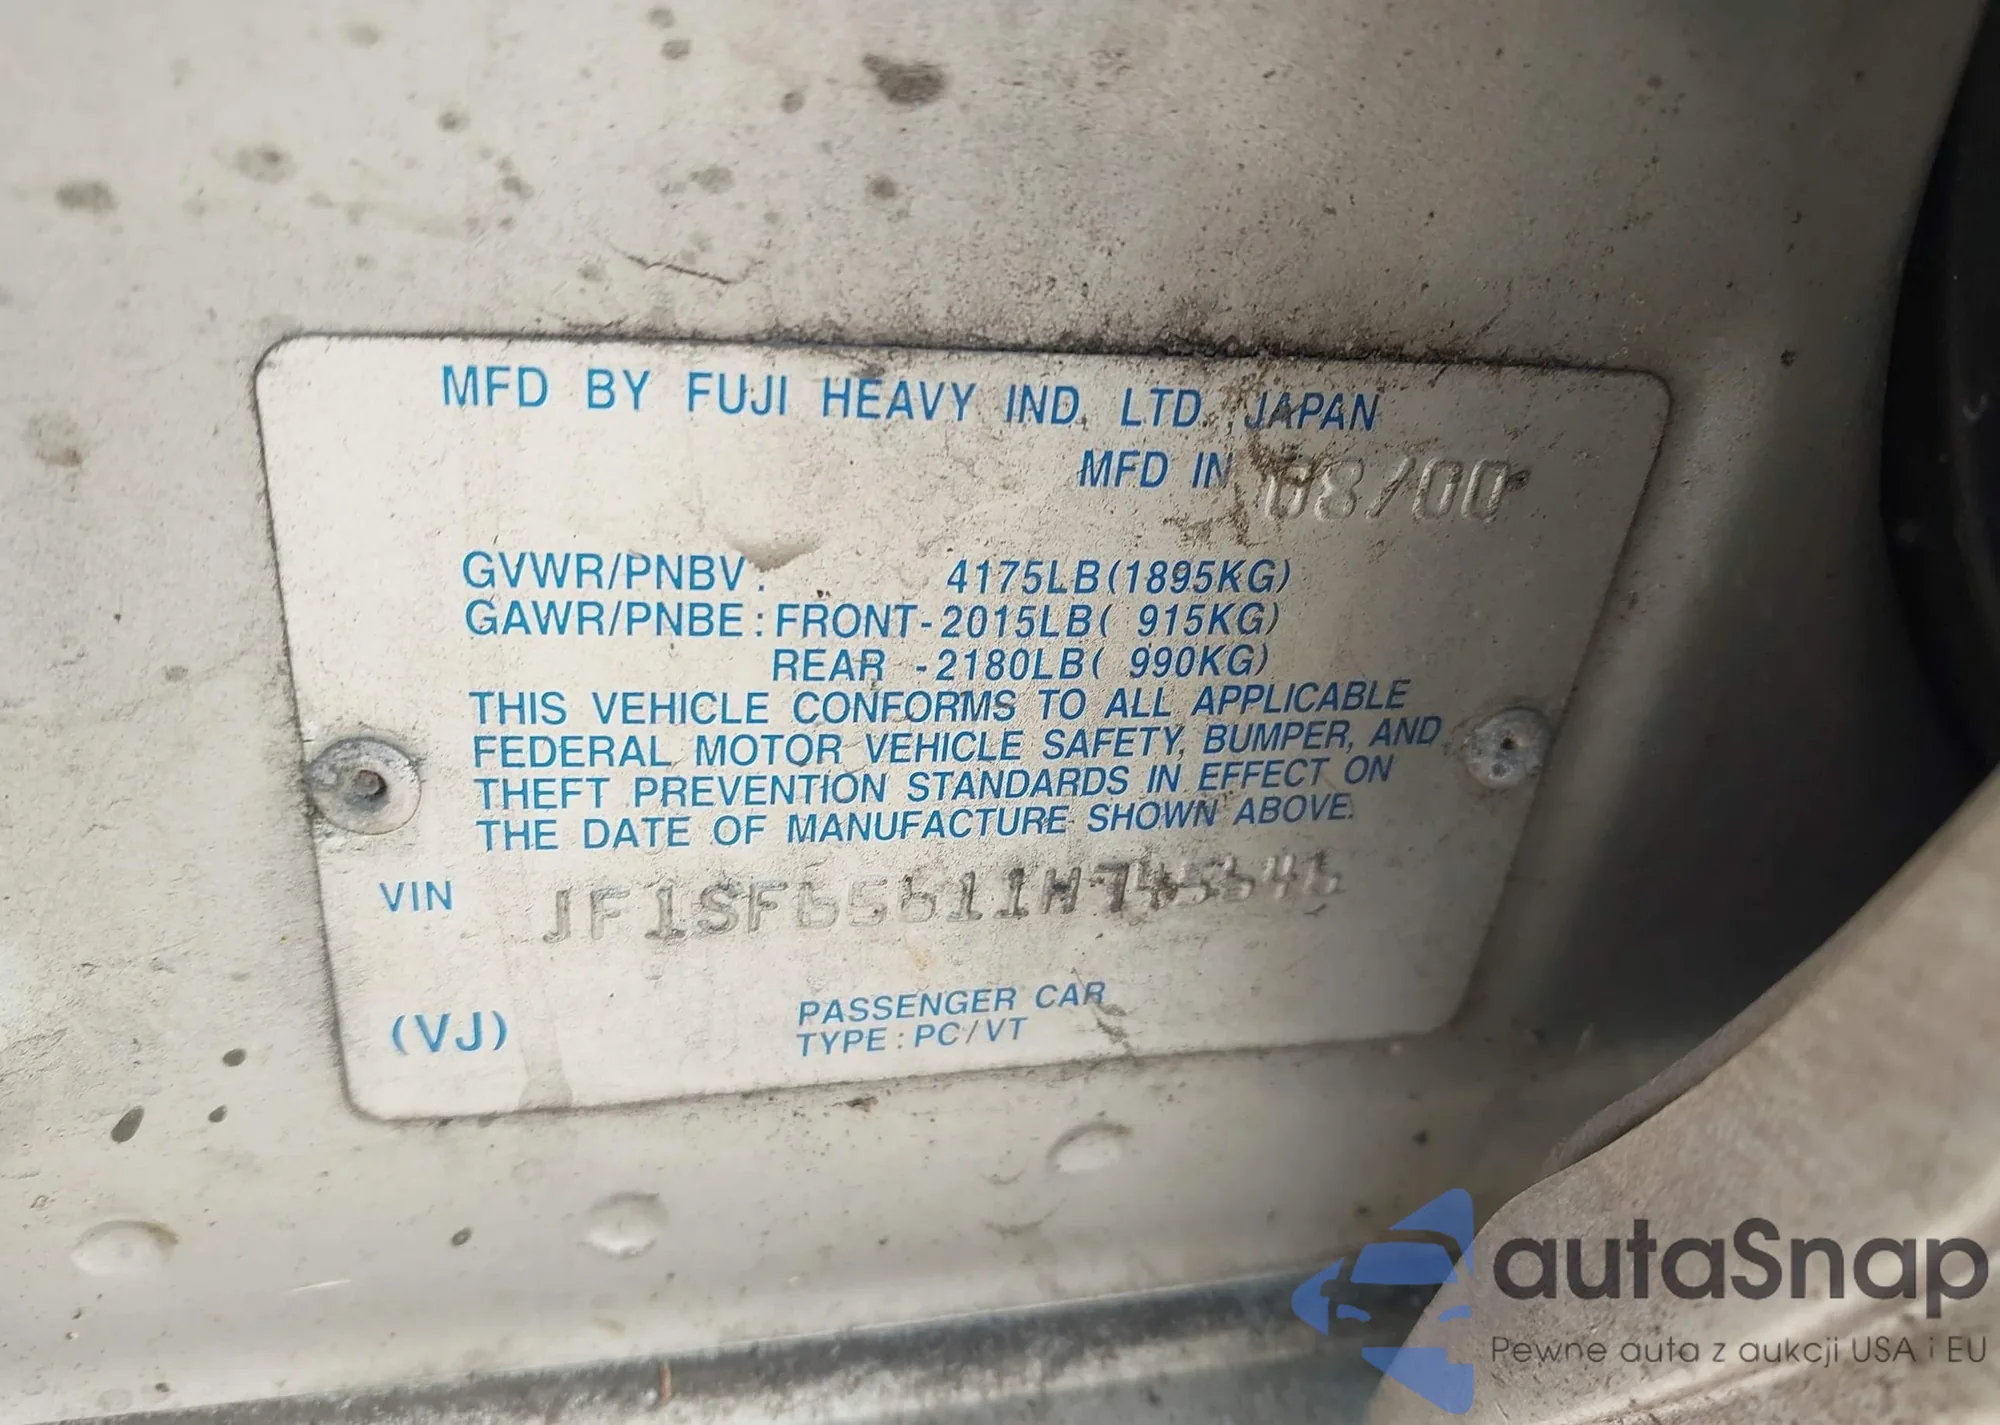 MFD BY FUJI HEAVY IND. LTD. JAPAN
MFD IN 08/00
GVWR/PNBV : 4175LB(1895KG)
GAWR/PNBE : FRONT-2015LB( 915KG)
REAR -2180LB( 990KG)
THIS VEHICLE CONFORMS TO ALL APPLICABLE
FEDERAL MOTOR VEHICLE SAFETY, BUMPER, AND
THEFT PREVENTION STANDARDS IN EFFECT ON
THE DATE OF MANUFACTURE SHOWN ABOVE.
VIN JF1SF65611H745646
(VJ) PASSENGER CAR
TYPE : PC/VT
autaSnap
Pewne auta z aukcji USA i EU